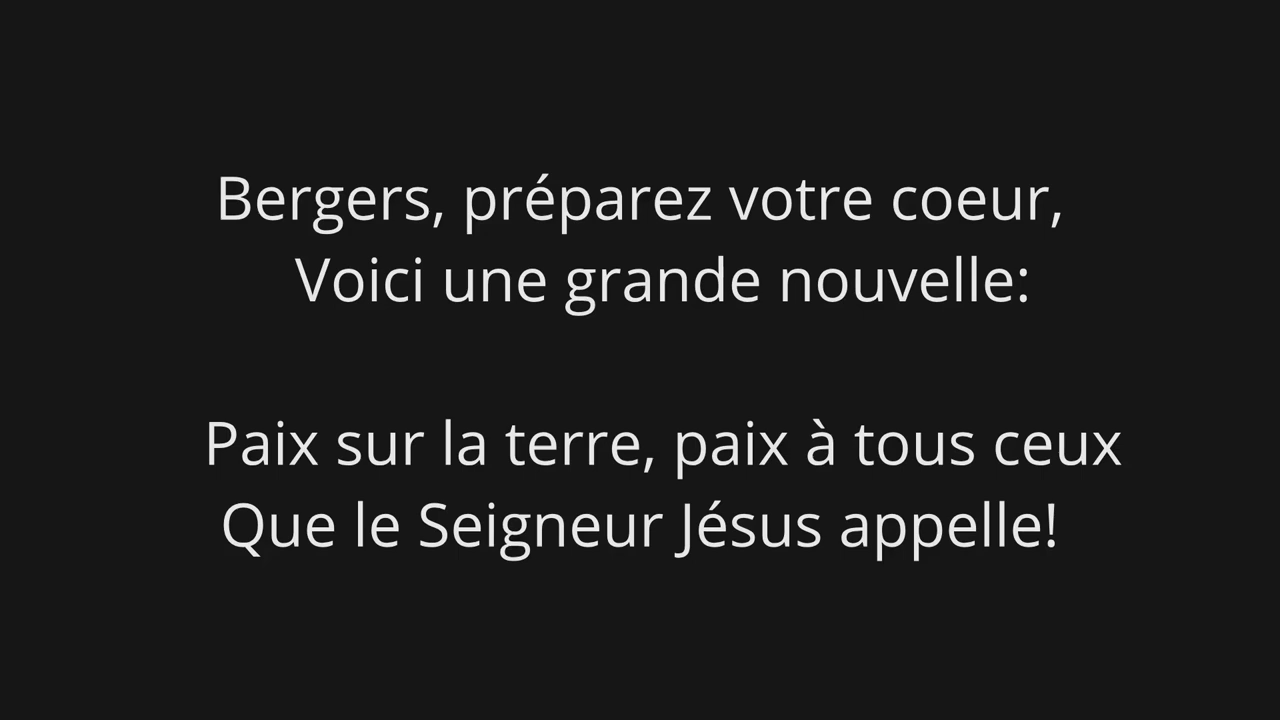 Bergers, préparez votre coeur,
Voici une grande nouvelle:
Paix sur la terre, paix à tous ceux
Que le Seigneur Jésus appelle!